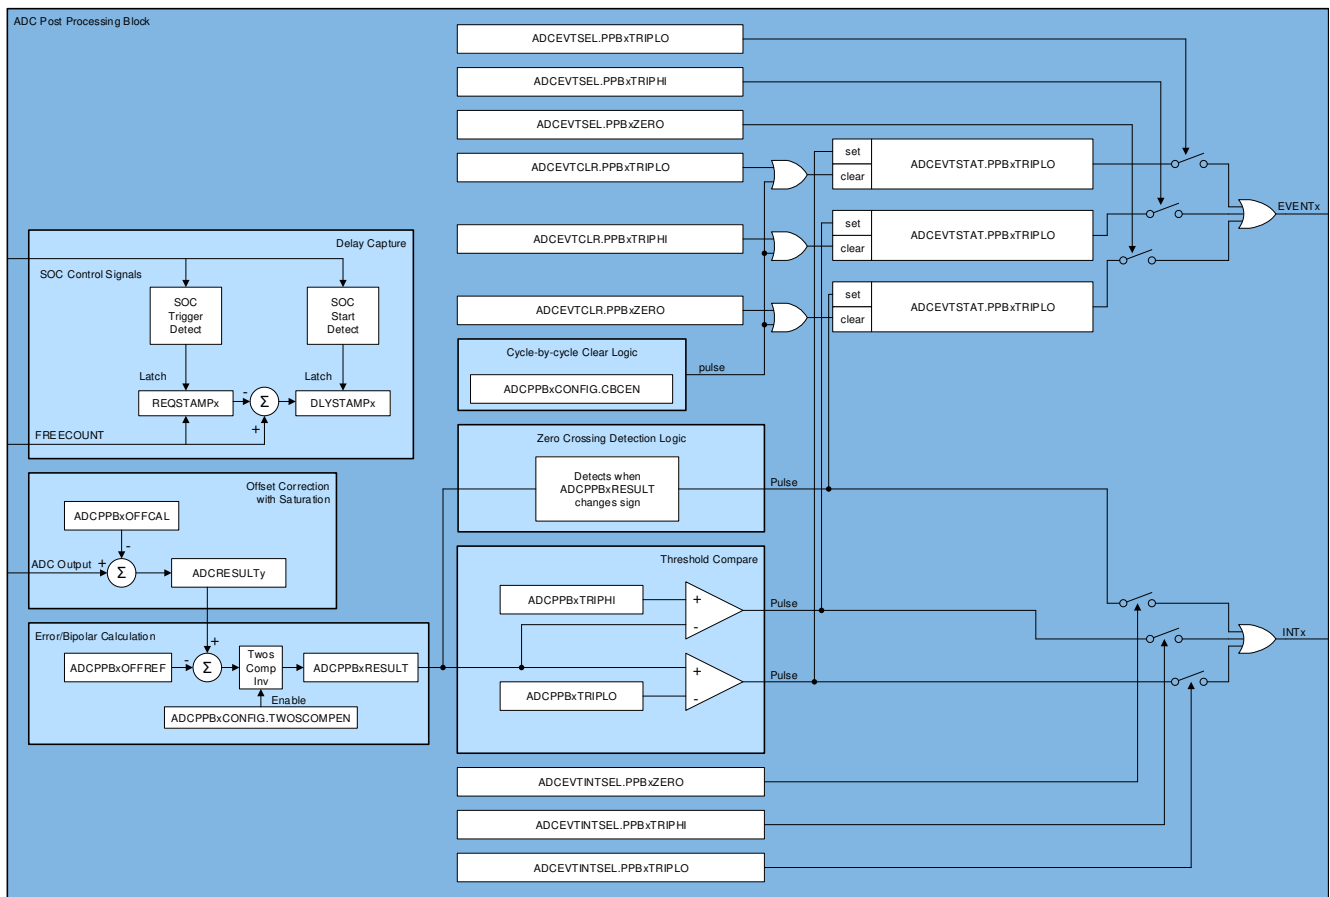 ADC Post Processing Block
ADCEVTSEL.PPBxTRIPLO
ADCEVTSEL.PPBxTRIPHI
ADCEVTSEL.PPBxZERO
ADCEVTCLR.PPBxTRIPLO
set
clear
ADCEVTSTAT.PPBxTRIPLO
EVENTx
ADCEVTCLR.PPBxTRIPHI
set
clear
ADCEVTSTAT.PPBxTRIPLO
ADCEVTCLR.PPBxZERO
set
clear
ADCEVTSTAT.PPBxTRIPLO
Delay Capture
SOC Control Signals
SOC
Trigger
Detect
SOC
Start
Detect
Latch
Latch
REQSTAMPx
-
Σ
+
DLYSTAMPx
FREECOUNT
Cycle-by-cycle Clear Logic
ADCPPBxCONFIG.CBCEN
pulse
Zero Crossing Detection Logic
Detects when
ADCPPBxRESULT
changes sign
Pulse
Offset Correction
with Saturation
ADCPPBxOFFCAL
-
+
ADC Output
Σ
ADCRESULTy
Threshold Compare
ADCPPBxTRIPHI
+
-
Pulse
ADCPPBxTRIPLO
+
-
Pulse
INTx
Error/Bipolar Calculation
+
ADCPPBxOFFREF
-
Σ
Twos
Comp
Inv
ADCPPBxRESULT
Enable
ADCPPBxCONFIG.TWOSCOMPEN
ADCEVTINTSEL.PPBxZERO
ADCEVTINTSEL.PPBxTRIPHI
ADCEVTINTSEL.PPBxTRIPLO